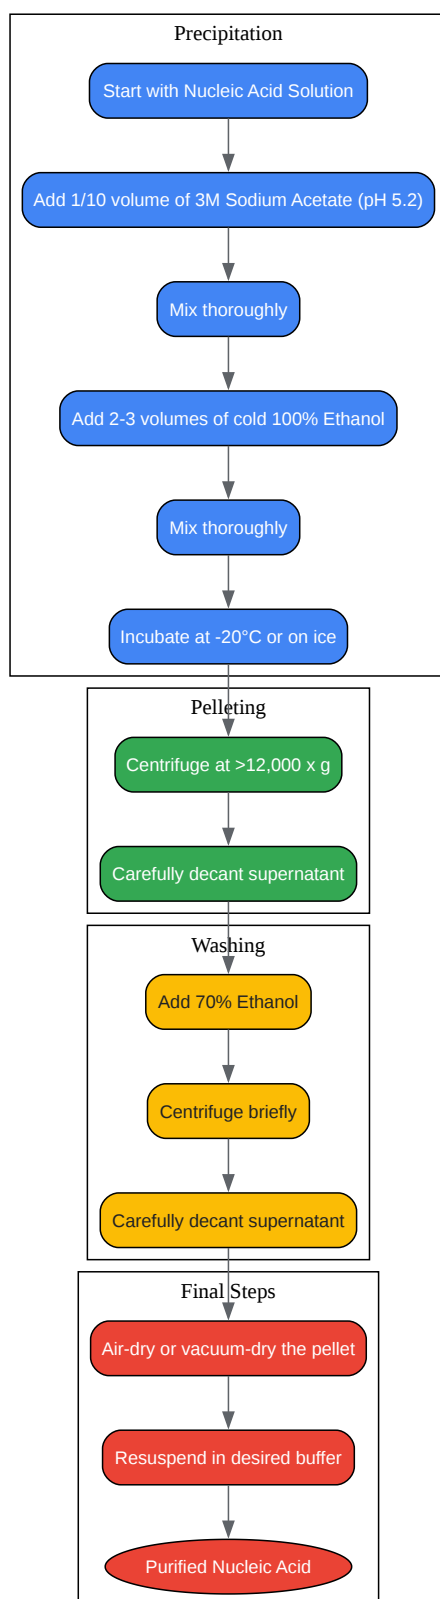 Precipitation
Start with Nucleic Acid Solution
Add 1/10 volume of 3M Sodium Acetate (pH 5.2)
Mix thoroughly
Add 2-3 volumes of cold 100% Ethanol
Mix thoroughly
Incubate at -20°C or on ice
Pelleting
Centrifuge at >12,000 x g
Carefully decant supernatant
Washing
Add 70% Ethanol
Centrifuge briefly
Carefully decant supernatant
Final Steps
Air-dry or vacuum-dry the pellet
Resuspend in desired buffer
Purified Nucleic Acid